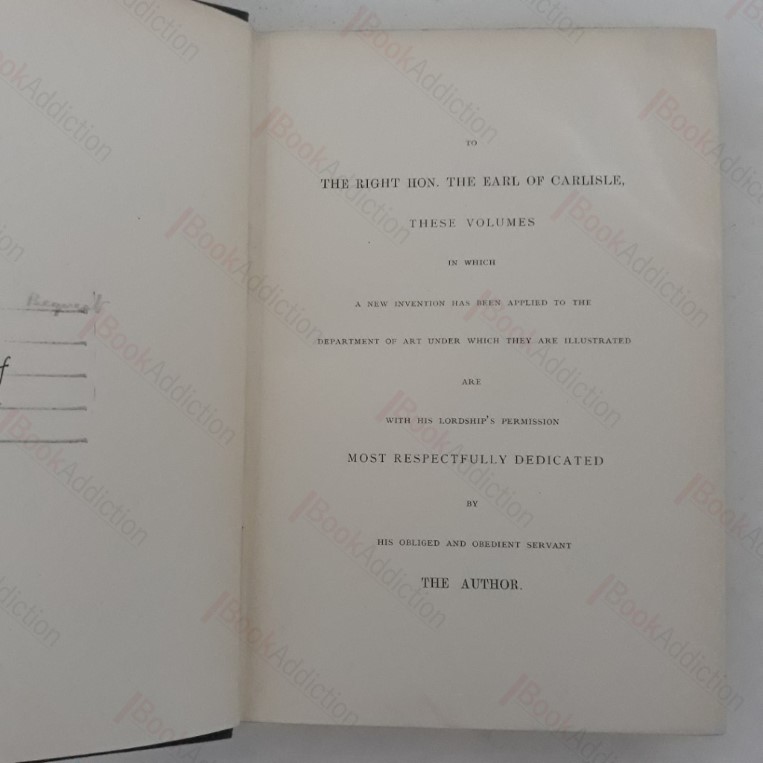 Request
f
TO
THE RIGHT HON. THE EARL OF CARLISLE,
THESE VOLUMES
IN WHICH
A NEW INVENTION HAS BEEN APPLIED TO THE
DEPARTMENT OF ART UNDER WHICH THEY ARE ILLUSTRATED
ARE
WITH HIS LORDSHIP'S PERMISSION
MOST RESPECTFULLY DEDICATED
BY
HIS OBLIGED AND OBEDIENT SERVANT
THE AUTHOR.
BookAddiction